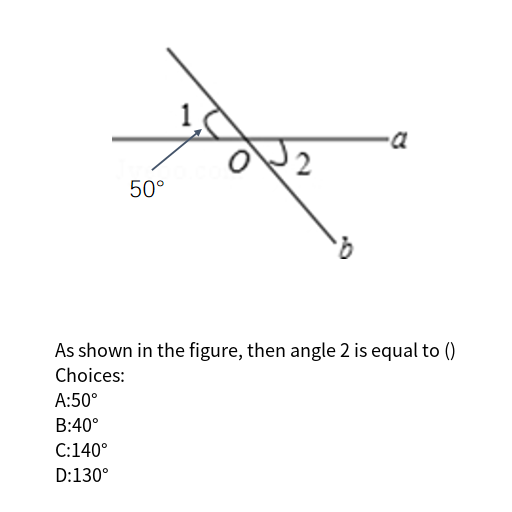 1
a
O
2
50°
b
As shown in the figure, then angle 2 is equal to ()
Choices:
A:50°
B:40°
C:140°
D:130°